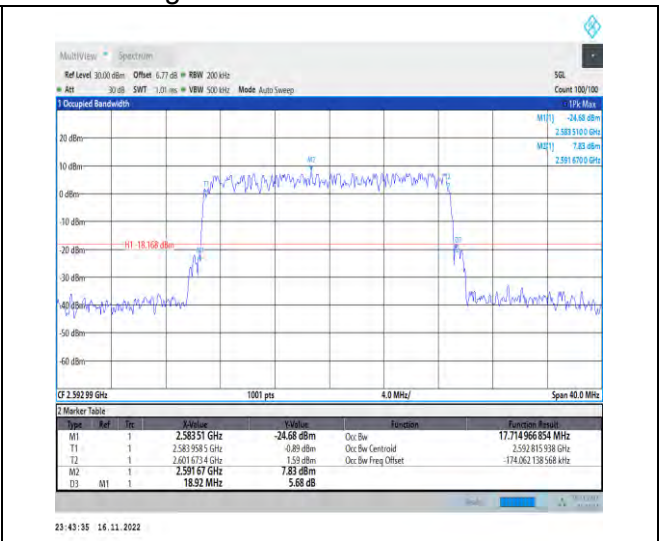 MultiView Spectrum
Ref Level 30.00 dBm Offset 6.77 dB RBW 200 kHz SGL
Att 30 dB SWT 1.01 ms VBW 500 kHz Mode Auto Sweep Count 100/100
1 Occupied Bandwidth 1Pk Max
M1[1] -24.68 dBm
2.583 510 0 GHz
M2[1] 7.83 dBm
2.591 670 0 GHz
20 dBm
10 dBm
M2
0 dBm
-10 dBm
H1 -18.168 dBm
-20 dBm
-30 dBm
-40 dBm
-50 dBm
-60 dBm
CF 2.592 99 GHz 1001 pts 4.0 MHz/ Span 40.0 MHz
2 Marker Table
Type Ref Trc X-Value Y-Value Function Function Result
M1 1 2.583 51 GHz -24.68 dBm Occ Bw 17.714 966 854 MHz
T1 1 2.583 958 5 GHz -0.89 dBm Occ Bw Centroid 2.592 815 938 GHz
T2 1 2.601 673 4 GHz 1.59 dBm Occ Bw Freq Offset -174.062 138 568 kHz
M2 1 2.591 67 GHz 7.83 dBm
D3 M1 1 18.92 MHz 5.68 dB
23:43:35 16.11.2022